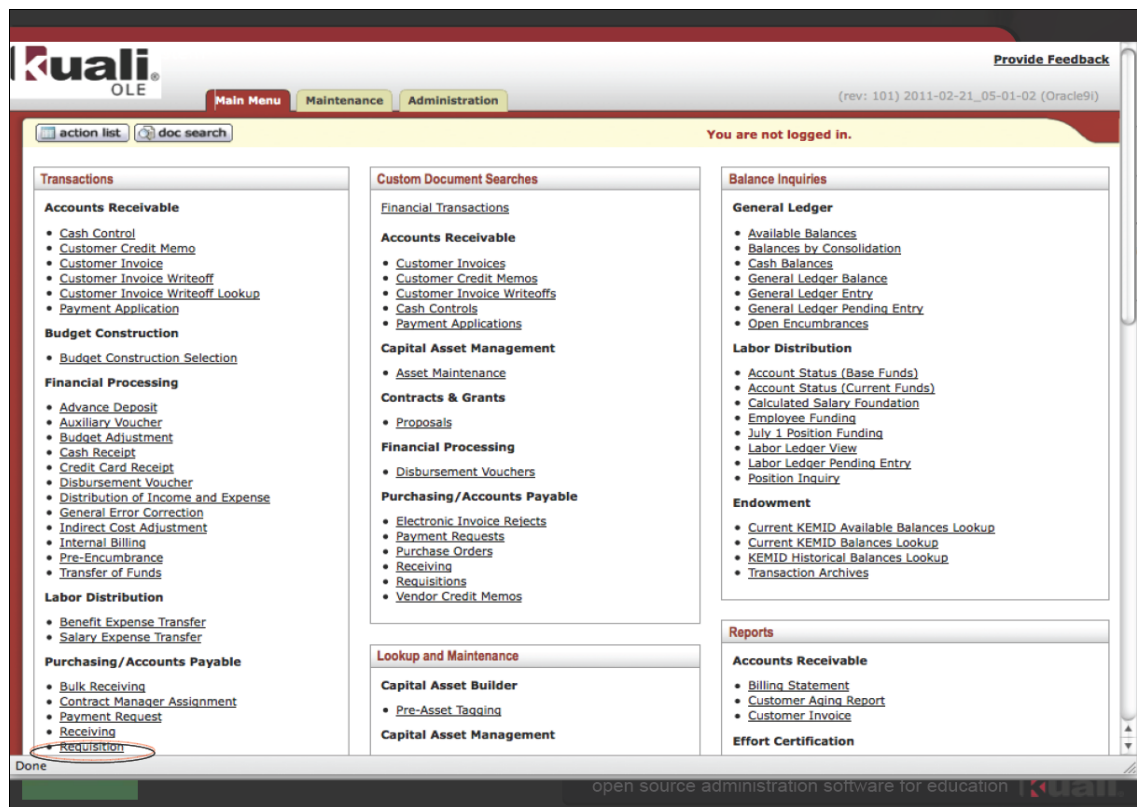 kuali®
OLE
Provide Feedback
Main Menu
Maintenance
Administration
(rev: 101) 2011-02-21_05-01-02 (Oracle9i)
action list
doc search
You are not logged in.
Transactions
Accounts Receivable
• Cash Control
• Customer Credit Memo
• Customer Invoice
• Customer Invoice Writeoff
• Customer Invoice Writeoff Lookup
• Payment Application
Budget Construction
• Budget Construction Selection
Financial Processing
• Advance Deposit
• Auxiliary Voucher
• Budget Adjustment
• Cash Receipt
• Credit Card Receipt
• Disbursement Voucher
• Distribution of Income and Expense
• General Error Correction
• Indirect Cost Adjustment
• Internal Billing
• Pre-Encumbrance
• Transfer of Funds
Labor Distribution
• Benefit Expense Transfer
• Salary Expense Transfer
Purchasing/Accounts Payable
• Bulk Receiving
• Contract Manager Assignment
• Payment Request
• Receiving
• Requisition
Custom Document Searches
Financial Transactions
Accounts Receivable
• Customer Invoices
• Customer Credit Memos
• Customer Invoice Writeoffs
• Cash Controls
• Payment Applications
Capital Asset Management
• Asset Maintenance
Contracts & Grants
• Proposals
Financial Processing
• Disbursement Vouchers
Purchasing/Accounts Payable
• Electronic Invoice Rejects
• Payment Requests
• Purchase Orders
• Receiving
• Requisitions
• Vendor Credit Memos
Lookup and Maintenance
Capital Asset Builder
• Pre-Asset Tagging
Capital Asset Management
Balance Inquiries
General Ledger
• Available Balances
• Balances by Consolidation
• Cash Balances
• General Ledger Balance
• General Ledger Entry
• General Ledger Pending Entry
• Open Encumbrances
Labor Distribution
• Account Status (Base Funds)
• Account Status (Current Funds)
• Calculated Salary Foundation
• Employee Funding
• July 1 Position Funding
• Labor Ledger View
• Labor Ledger Pending Entry
• Position Inquiry
Endowment
• Current KEMID Available Balances Lookup
• Current KEMID Balances Lookup
• KEMID Historical Balances Lookup
• Transaction Archives
Reports
Accounts Receivable
• Billing Statement
• Customer Aging Report
• Customer Invoice
Effort Certification
Done
open source administration software for education
kuali